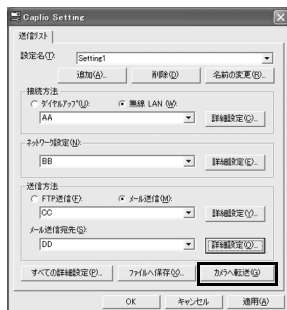 Caplio Setting
送信ﾘｽﾄ
設定名(T): Setting1
追加(A)... 削除(D) 名前の変更(R)...
接続方法
ﾀﾞｲﾔﾙｱｯﾌﾟ(U): 無線 LAN (W):
AA 詳細設定(C)...
ﾈｯﾄﾜｰｸ設定(N):
BB 詳細設定(E)...
送信方法
FTP送信(F): メール送信(M):
CC 詳細設定(V)...
メール送信宛先(S):
DD 詳細設定(O)...
すべての詳細設定(P)... ファイルへ保存(X)... カメラへ転送(G)
OK キャンセル 適用(A)